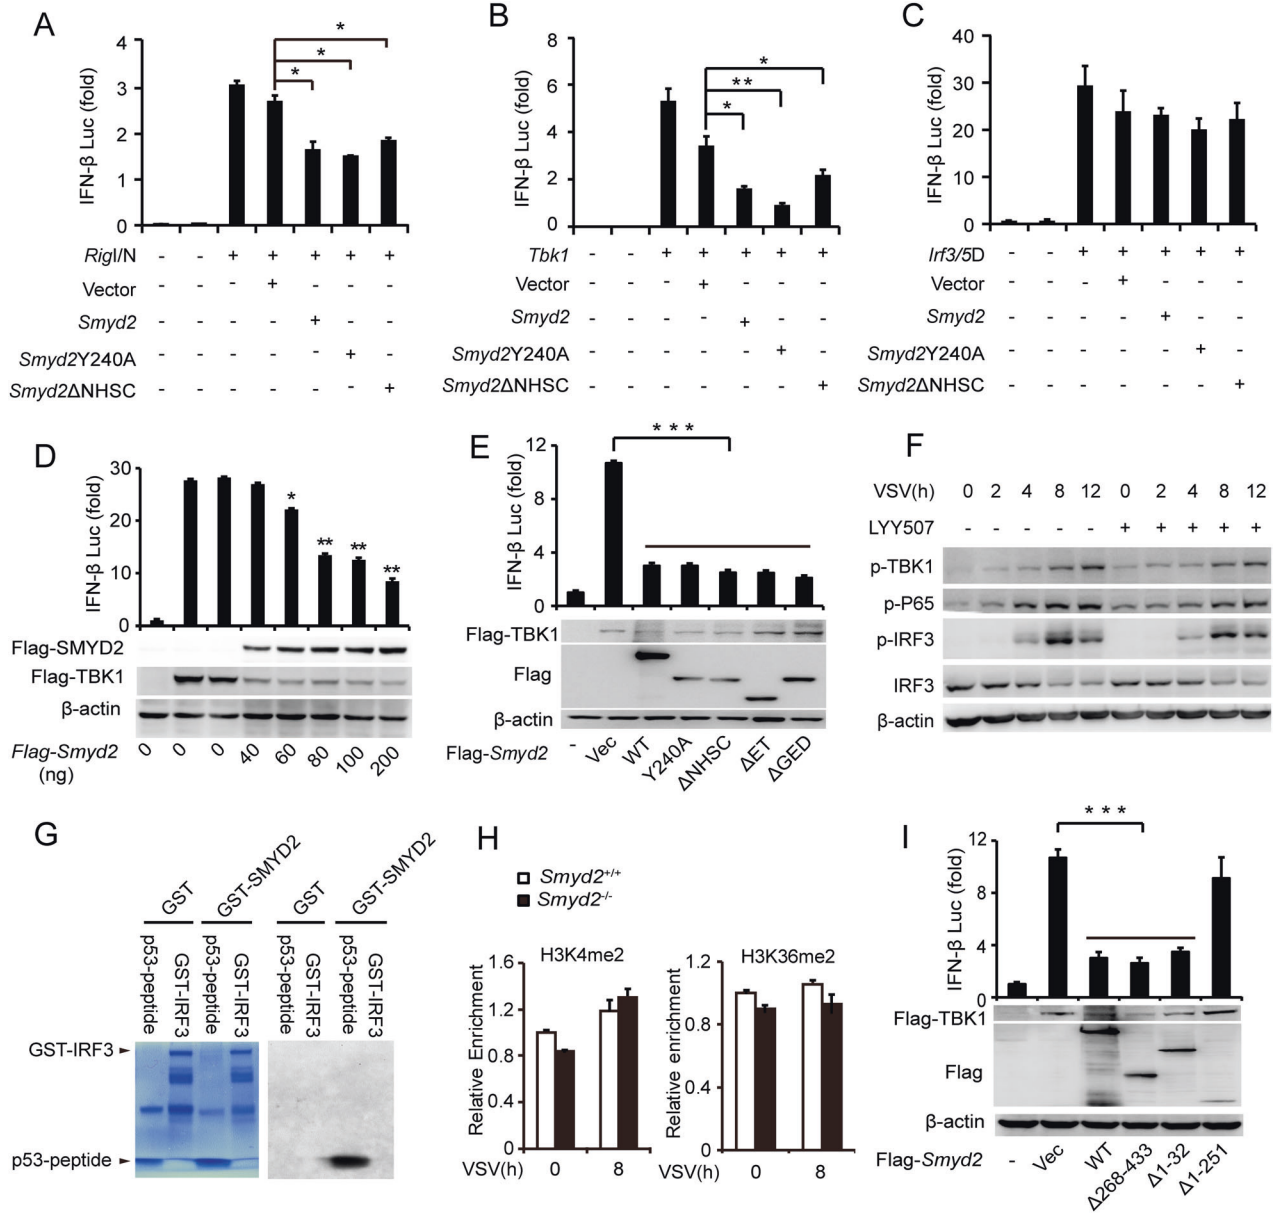 A
IFN-β Luc (fold)
4
3
2
1
0
*
*
*
RigI/N - - + + + + +
Vector - - - + - - -
Smyd2 - - - - + - -
Smyd2Y240A - - - - - + -
Smyd2ΔNHSC - - - - - - +
B
IFN-β Luc (fold)
8
6
4
2
0
*
**
*
Tbk1 - - + + + + +
Vector - - - + - - -
Smyd2 - - - - + - -
Smyd2Y240A - - - - - + -
Smyd2ΔNHSC - - - - - - +
C
IFN-β Luc (fold)
40
30
20
10
0
Irf3/5D - - + + + + +
Vector - - - + - - -
Smyd2 - - - - + - -
Smyd2Y240A - - - - - + -
Smyd2ΔNHSC - - - - - - +
D
IFN-β Luc (fold)
30
20
10
0
* ** ** **
Flag-SMYD2
Flag-TBK1
β-actin
Flag-Smyd2 0 0 0 40 60 80 100 200
(ng)
E
IFN-β Luc (fold)
12
8
4
0
* * *
Flag-TBK1
Flag
β-actin
Flag-Smyd2 - Vec WT Y240A ΔNHSC ΔET ΔGED
F
VSV(h) 0 2 4 8 12 0 2 4 8 12
LYY507 - - - - - + + + + +
p-TBK1
p-P65
p-IRF3
IRF3
β-actin
G
GST GST-SMYD2 GST GST-SMYD2
p53-peptide GST-IRF3 p53-peptide GST-IRF3 p53-peptide GST-IRF3 p53-peptide GST-IRF3
GST-IRF3
p53-peptide
H
Smyd2+/+
Smyd2-/-
H3K4me2
Relative Enrichment
1.6
1.2
0.8
0.4
0
VSV(h) 0 8
H3K36me2
Relative enrichment
1.2
0.8
0.4
0
VSV(h) 0 8
I
IFN-β Luc (fold)
12
8
4
0
* * *
Flag-TBK1
Flag
β-actin
Flag-Smyd2 - Vec WT Δ268-433 Δ1-32 Δ1-251